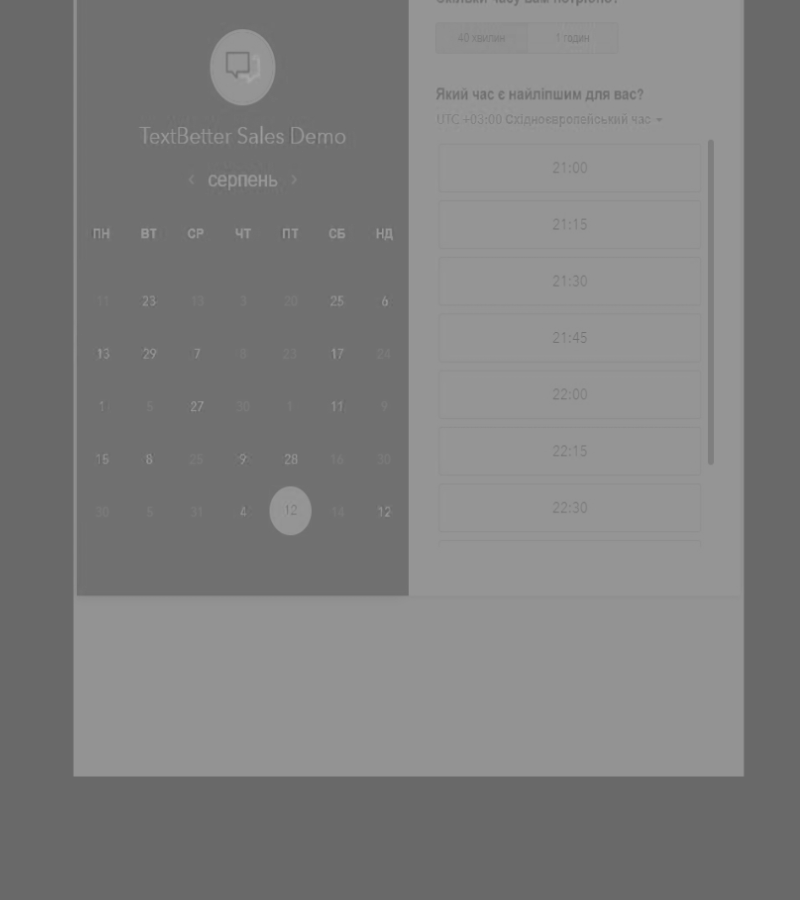 40 хвилин 1 годин
TextBetter Sales Demo
серпень
ПН ВТ СР ЧТ ПТ СБ НД
11 23 20 25 6
13 29 7 8 23 17 24
1 5 27 30 1 11 9
15 8 25 9 28 16 30
30 5 31 4 12 14 12
Який час є найліпшим для вас?
UTC +03:00 Східноєвропейський час
21:00
21:15
21:30
21:45
22:00
22:15
22:30